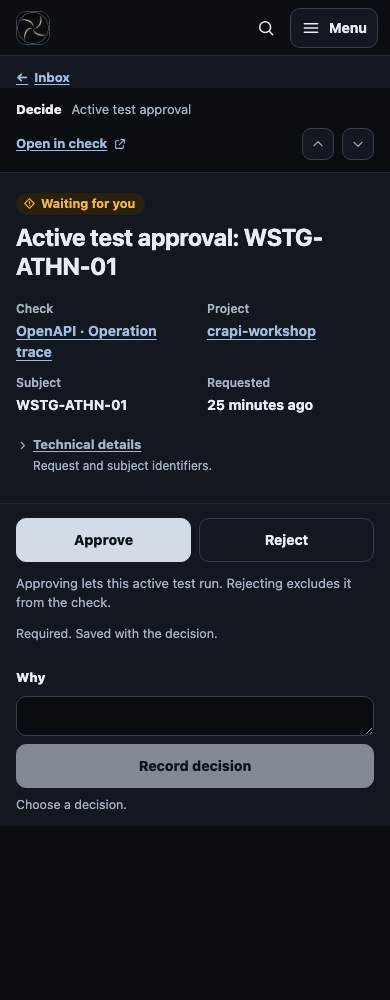 Menu
← Inbox
Decide Active test approval
Open in check
Waiting for you
Active test approval: WSTG-
ATHN-01
Check Project
OpenAPI · Operation crapi-workshop
trace
Subject Requested
WSTG-ATHN-01 25 minutes ago
Technical details
Request and subject identifiers.
Approve Reject
Approving lets this active test run. Rejecting excludes it
from the check.
Required. Saved with the decision.
Why
Record decision
Choose a decision.